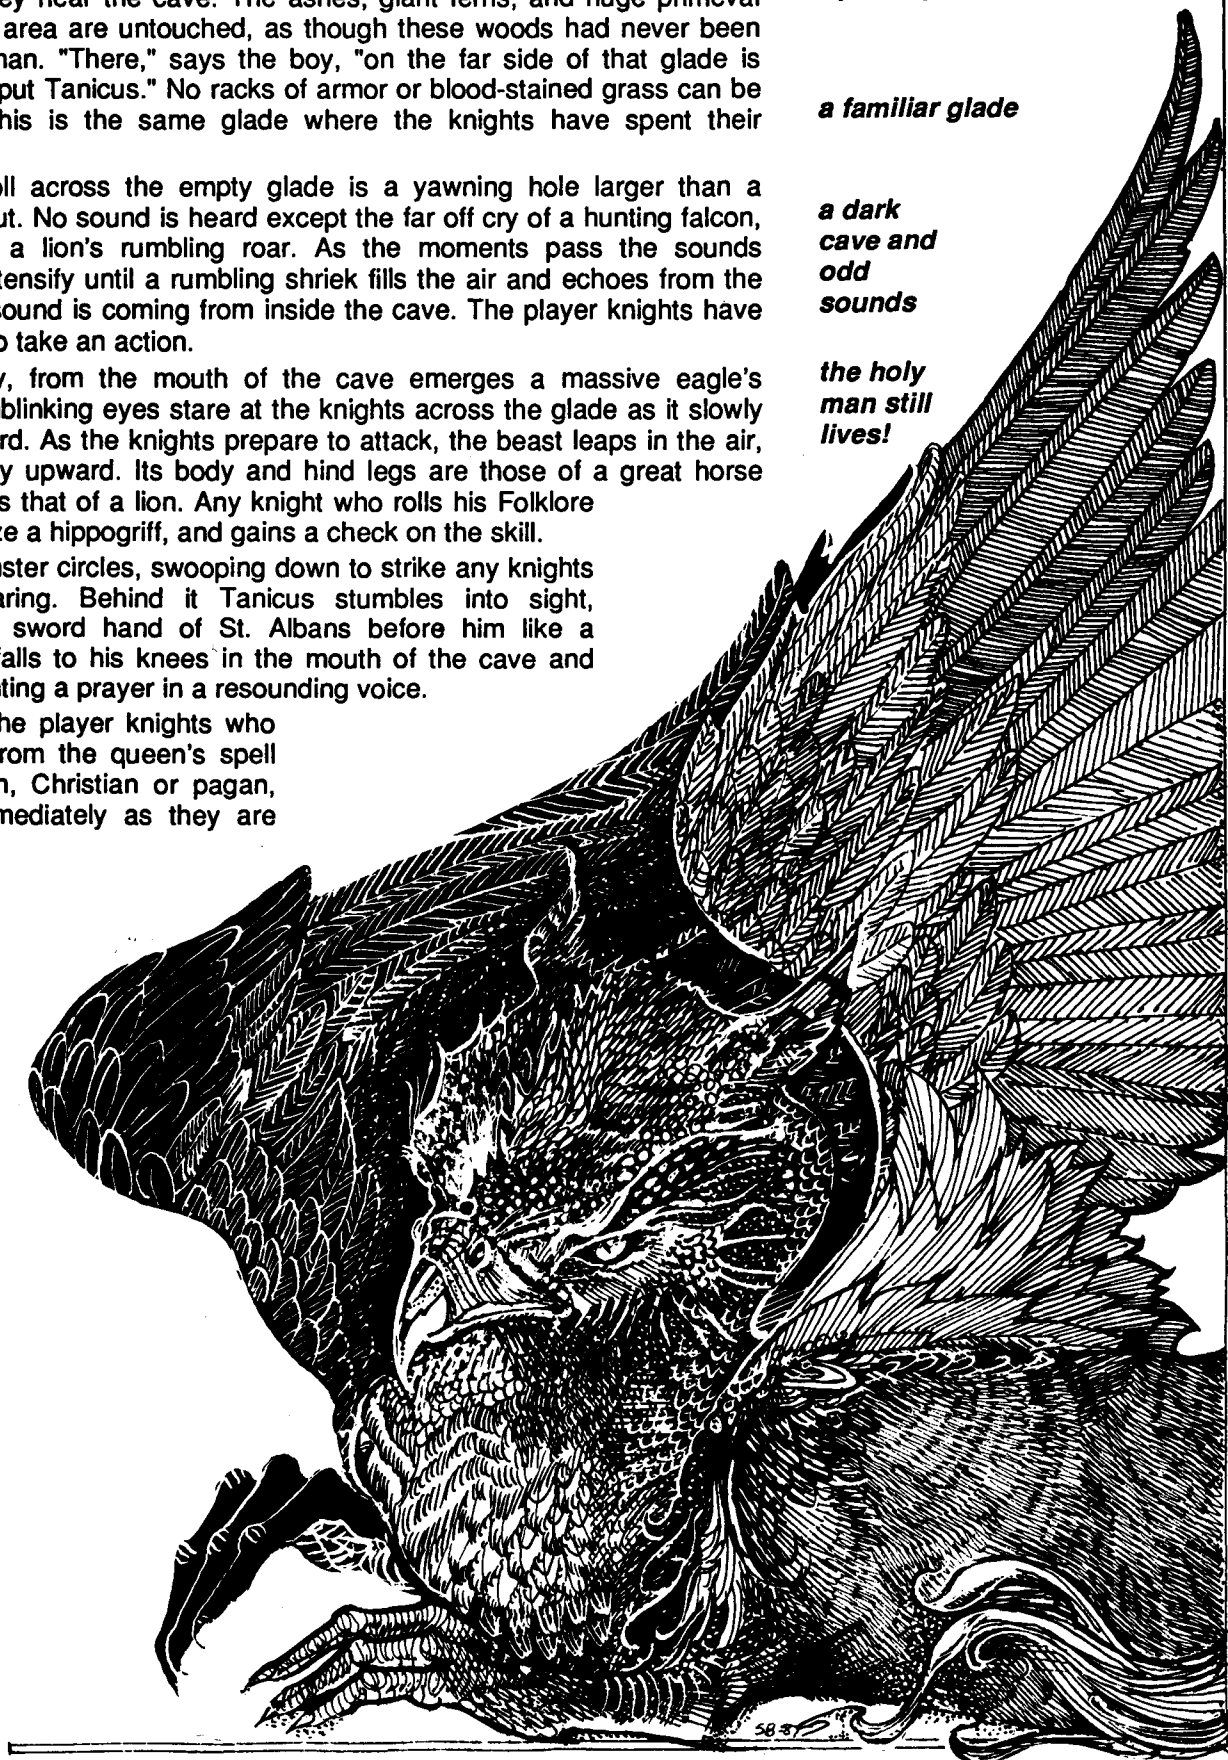 ey near the cave. The ashes, giant ferns, and huge primeval
area are untouched, as though these woods had never been
nan. "There," says the boy, "on the far side of that glade is
put Tanicus." No racks of armor or blood-stained grass can be
his is the same glade where the knights have spent their
a familiar glade
oll across the empty glade is a yawning hole larger than a
ut. No sound is heard except the far off cry of a hunting falcon,
a lion's rumbling roar. As the moments pass the sounds
tensify until a rumbling shriek fills the air and echoes from the
ound is coming from inside the cave. The player knights have
o take an action.
a dark
cave and
odd
sounds
y, from the mouth of the cave emerges a massive eagle's
blinking eyes stare at the knights across the glade as it slowly
rd. As the knights prepare to attack, the beast leaps in the air,
y upward. Its body and hind legs are those of a great horse
s that of a lion. Any knight who rolls his Folklore
ze a hippogriff, and gains a check on the skill.
the holy
man still
lives!
ster circles, swooping down to strike any knights
aring. Behind it Tanicus stumbles into sight,
sword hand of St. Albans before him like a
falls to his knees in the mouth of the cave and
ting a prayer in a resounding voice.
he player knights who
rom the queen's spell
n, Christian or pagan,
mediately as they are
SB 87